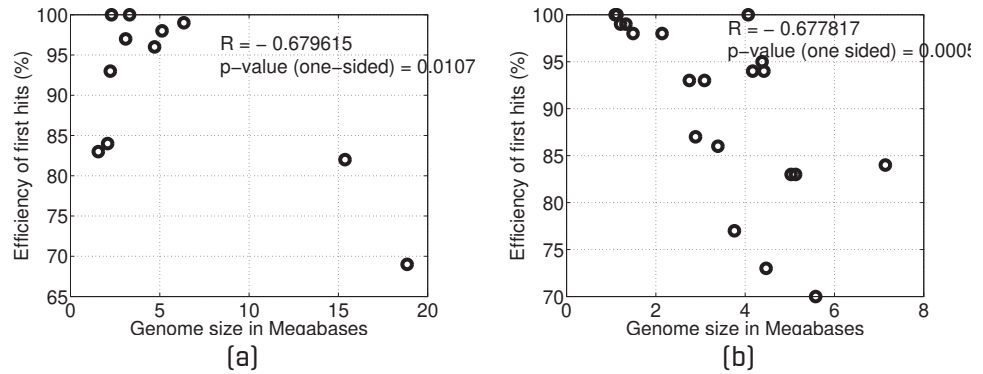 100
95
90
85
80
75
70
65
0
5
10
15
20
Efficiency of first hits (%)
Genome size in Megabases
R = − 0.679615
p−value (one−sided) = 0.0107
(a)
100
95
90
85
80
75
70
0
2
4
6
8
Efficiency of first hits (%)
Genome size in Megabases
R = − 0.677817
p−value (one sided) = 0.0005
(b)